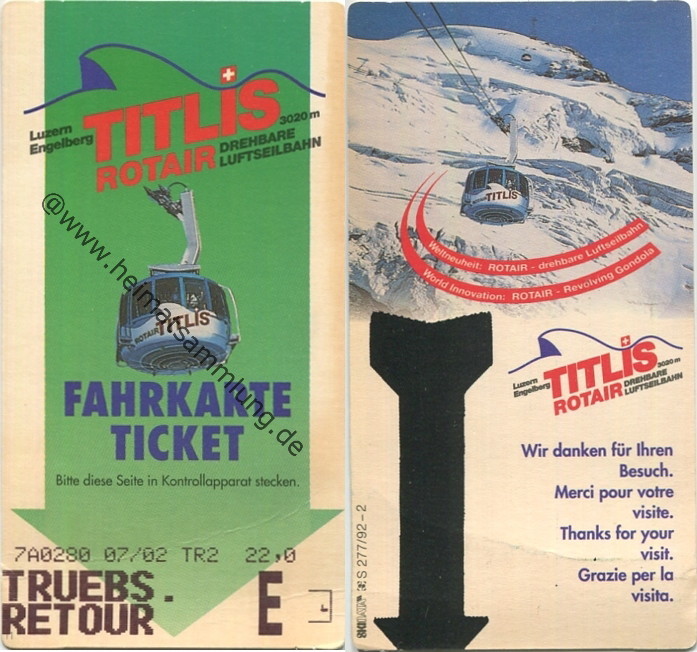 TITLIS
3020m
Luzern
Engelberg
ROTAIR
DREHBARE
LUFTSEILBAHN
ROTAIR TITLIS
FAHRKARTE
TICKET
Bitte diese Seite in Kontrollapparat stecken.
7A0280 07/02 TR2 22,0
TRUEBS.
RETOUR
E
@www.heimatsammlung.de
TITLIS
Weltneuheit: ROTAIR - drehbare Luftseilbahn
World Innovation: ROTAIR - Revolving Gondola
TITLIS
3020m
Luzern
Engelberg
ROTAIR
DREHBARE
LUFTSEILBAHN
Wir danken für Ihren
Besuch.
Merci pour votre
visite.
Thanks for your
visit.
Grazie per la
visita.
S 277/92 - 2